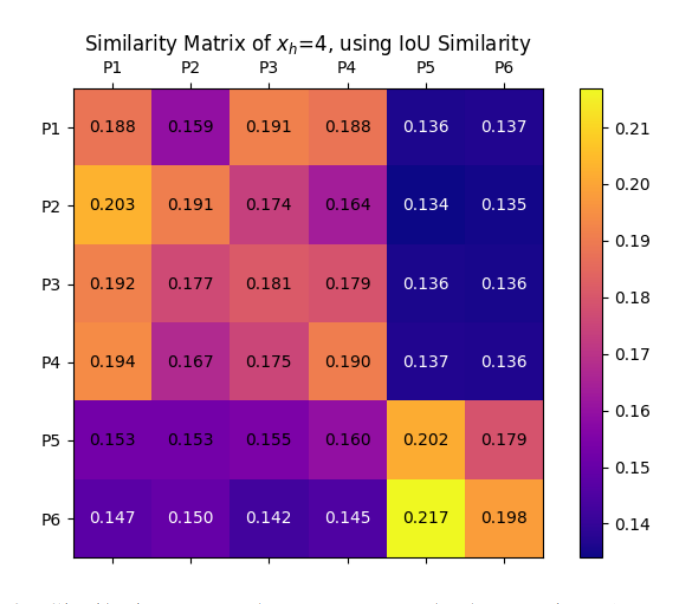 Similarity Matrix of x_h=4, using IoU Similarity
P1 P2 P3 P4 P5 P6
P1 0.188 0.159 0.191 0.188 0.136 0.137
P2 0.203 0.191 0.174 0.164 0.134 0.135
P3 0.192 0.177 0.181 0.179 0.136 0.136
P4 0.194 0.167 0.175 0.190 0.137 0.136
P5 0.153 0.153 0.155 0.160 0.202 0.179
P6 0.147 0.150 0.142 0.145 0.217 0.198
0.21
0.20
0.19
0.18
0.17
0.16
0.15
0.14